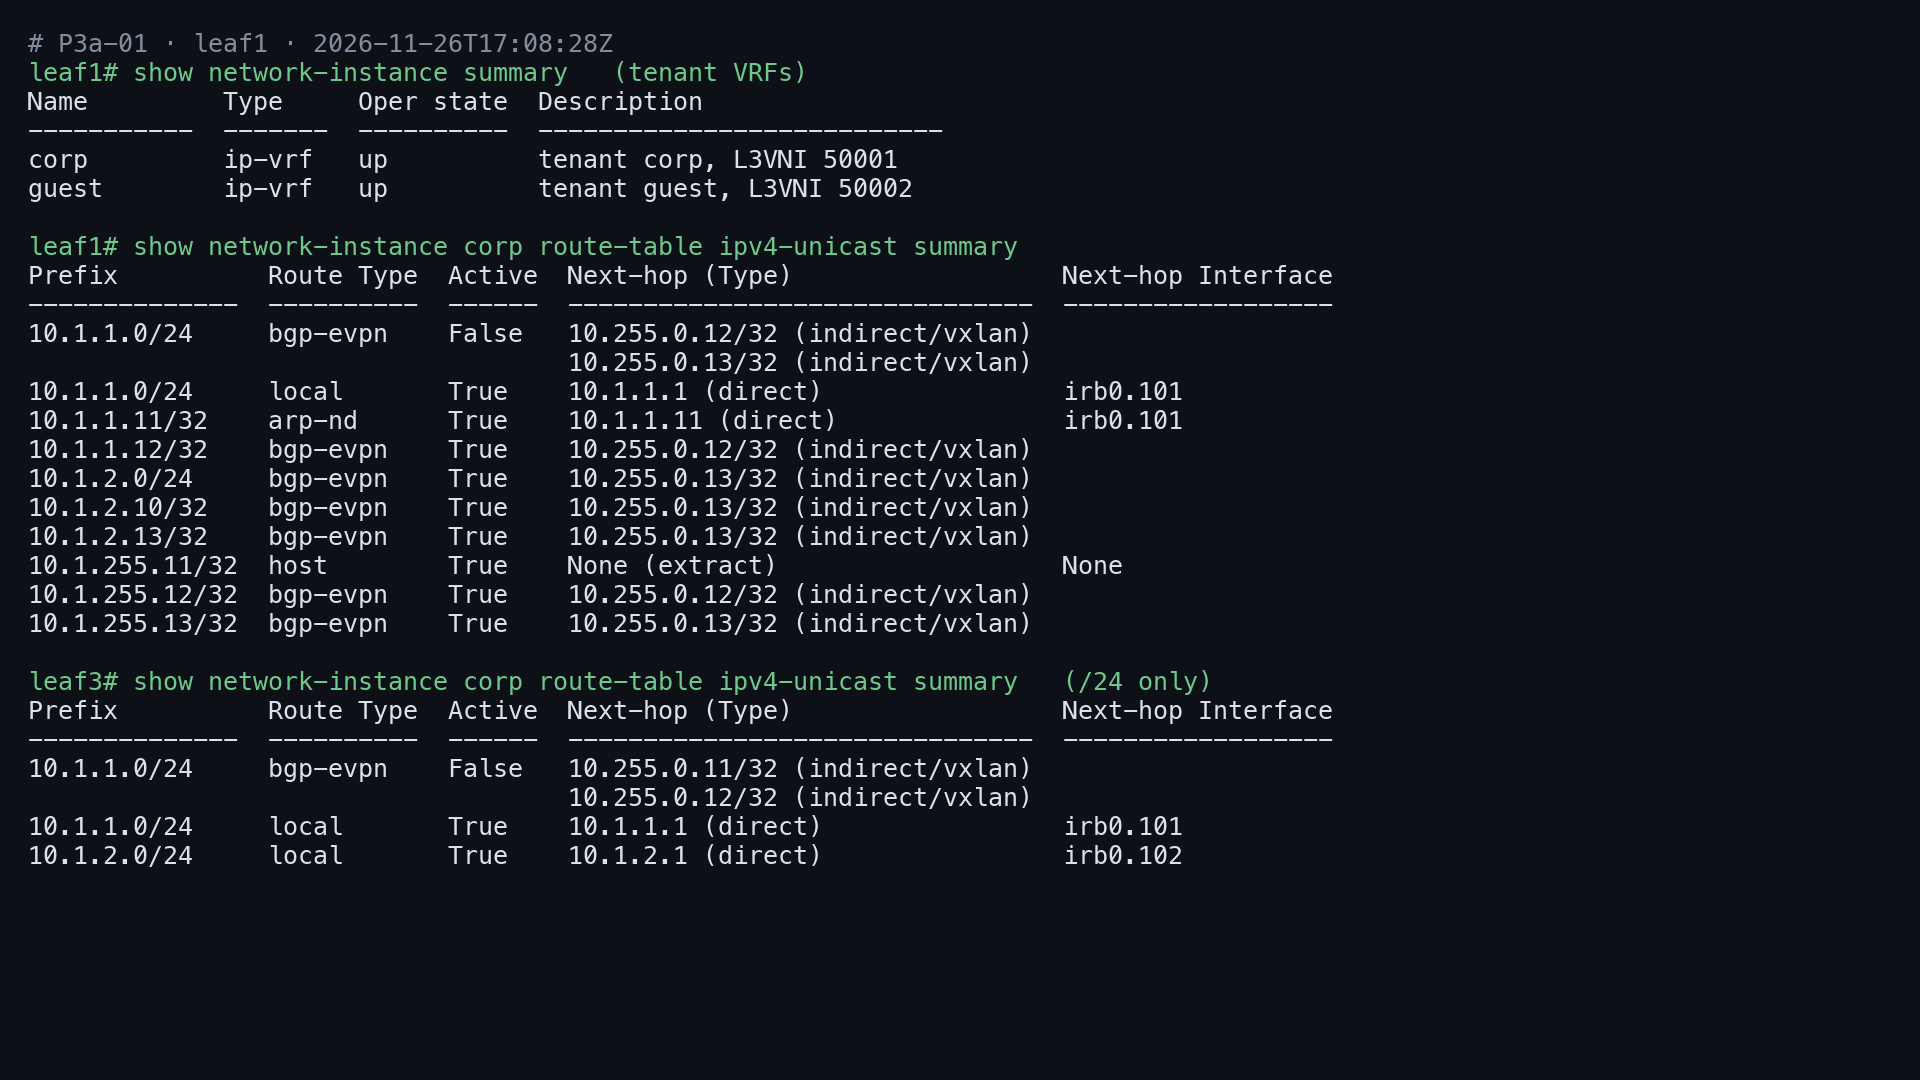 # P3a-01 · leaf1 · 2026-11-26T17:08:28Z
leaf1# show network-instance summary   (tenant VRFs)
Name         Type     Oper state  Description
-----------  -------  ----------  ---------------------------
corp         ip-vrf   up          tenant corp, L3VNI 50001
guest        ip-vrf   up          tenant guest, L3VNI 50002

leaf1# show network-instance corp route-table ipv4-unicast summary
Prefix          Route Type  Active  Next-hop (Type)                  Next-hop Interface
--------------  ----------  ------  -------------------------------  ------------------
10.1.1.0/24     bgp-evpn    False   10.255.0.12/32 (indirect/vxlan)
                                    10.255.0.13/32 (indirect/vxlan)
10.1.1.0/24     local       True    10.1.1.1 (direct)                irb0.101
10.1.1.11/32    arp-nd      True    10.1.1.11 (direct)               irb0.101
10.1.1.12/32    bgp-evpn    True    10.255.0.12/32 (indirect/vxlan)
10.1.2.0/24     bgp-evpn    True    10.255.0.13/32 (indirect/vxlan)
10.1.2.10/32    bgp-evpn    True    10.255.0.13/32 (indirect/vxlan)
10.1.2.13/32    bgp-evpn    True    10.255.0.13/32 (indirect/vxlan)
10.1.255.11/32  host        True    None (extract)                   None
10.1.255.12/32  bgp-evpn    True    10.255.0.12/32 (indirect/vxlan)
10.1.255.13/32  bgp-evpn    True    10.255.0.13/32 (indirect/vxlan)

leaf3# show network-instance corp route-table ipv4-unicast summary   (/24 only)
Prefix          Route Type  Active  Next-hop (Type)                  Next-hop Interface
--------------  ----------  ------  -------------------------------  ------------------
10.1.1.0/24     bgp-evpn    False   10.255.0.11/32 (indirect/vxlan)
                                    10.255.0.12/32 (indirect/vxlan)
10.1.1.0/24     local       True    10.1.1.1 (direct)                irb0.101
10.1.2.0/24     local       True    10.1.2.1 (direct)                irb0.102